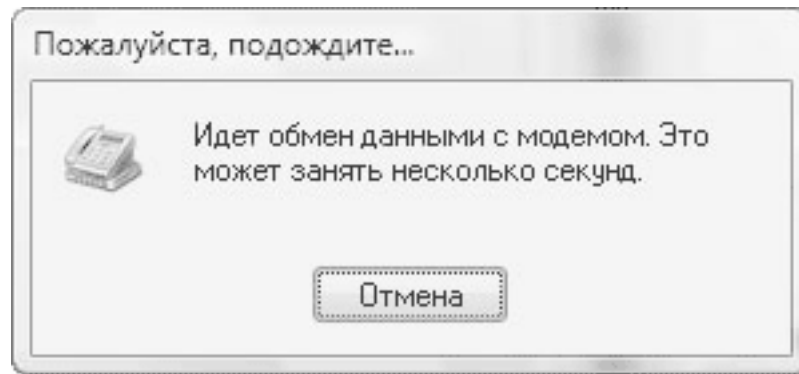 Пожалуйста, подождите...
Идет обмен данными с модемом. Это
может занять несколько секунд.
Отмена